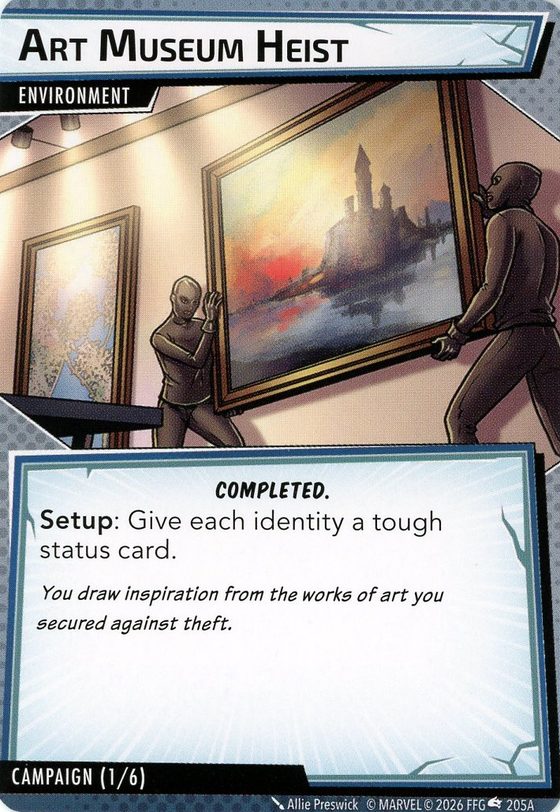 ART MUSEUM HEIST
ENVIRONMENT
COMPLETED.
Setup: Give each identity a tough
status card.
You draw inspiration from the works of art you
secured against theft.
CAMPAIGN (1/6)
Allie Preswick © MARVEL © 2026 FFG 205A